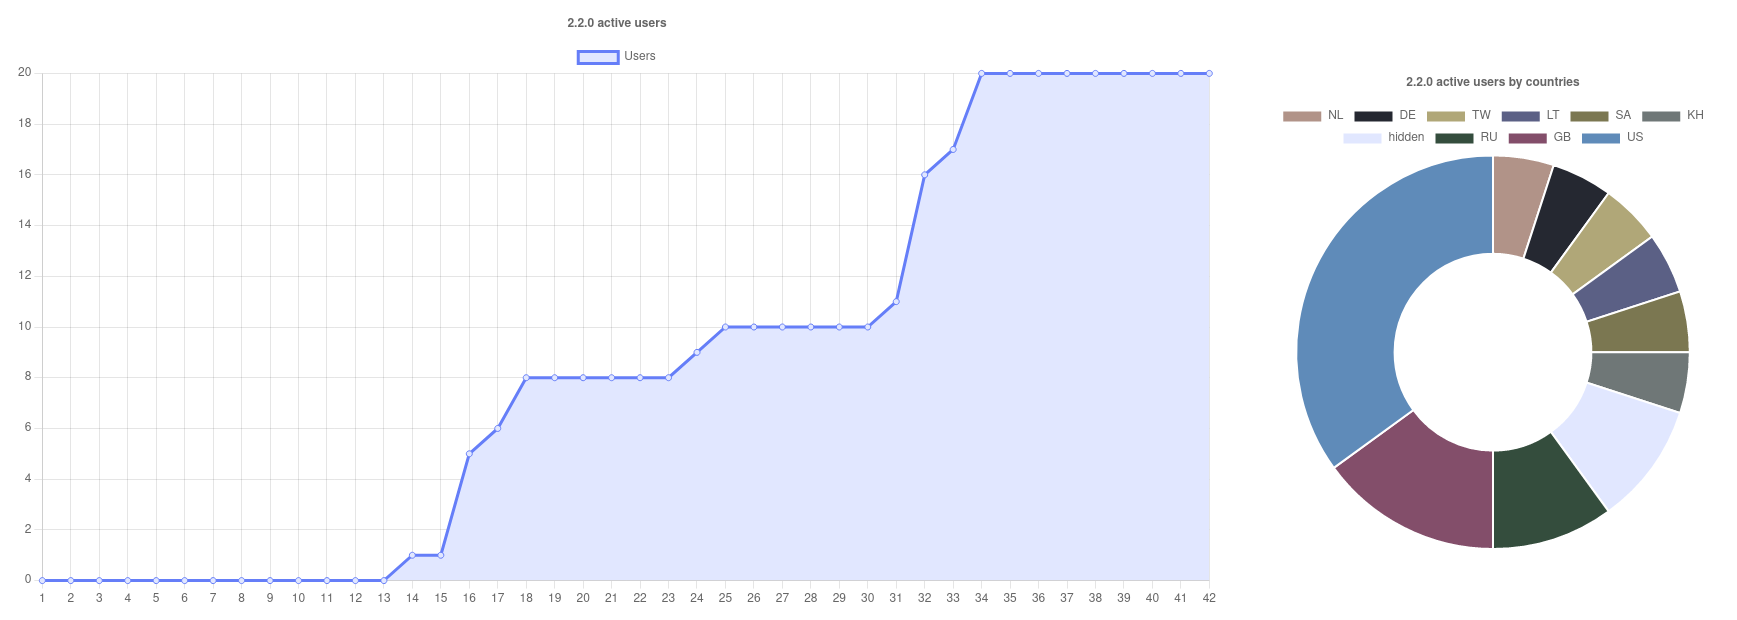 2.2.0 active users
Users
20
18
16
14
12
10
8
6
4
2
0
1 2 3 4 5 6 7 8 9 10 11 12 13 14 15 16 17 18 19 20 21 22 23 24 25 26 27 28 29 30 31 32 33 34 35 36 37 38 39 40 41 42
2.2.0 active users by countries
NL DE TW LT SA KH
hidden RU GB US